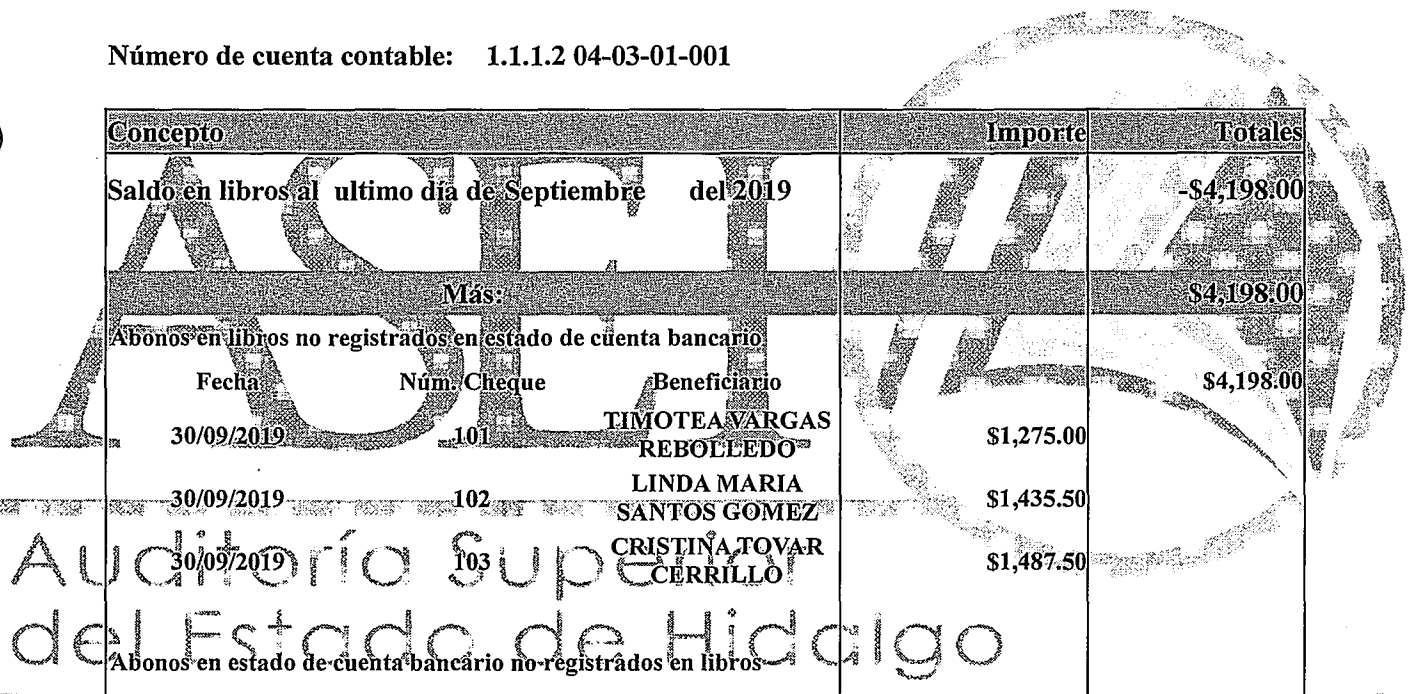 Número de cuenta contable: 1.1.1.2 04-03-01-001
Concepto Importe Totales
Saldo en libros al ultimo día de Septiembre del 2019 -$4,198.00
Más: $4,198.00
Abonos en libros no registrados en estado de cuenta bancario
Fecha Núm. Cheque Beneficiario $4,198.00
30/09/2019 101 TIMOTEA VARGAS REBOLLEDO $1,275.00
30/09/2019 102 LINDA MARIA SANTOS GOMEZ $1,435.50
30/09/2019 103 CRISTINA TOVAR CERRILLO $1,487.50
Abonos en estado de cuenta bancario no registrados en libros
ASEH
Auditoría Superior
del Estado de Hidalgo